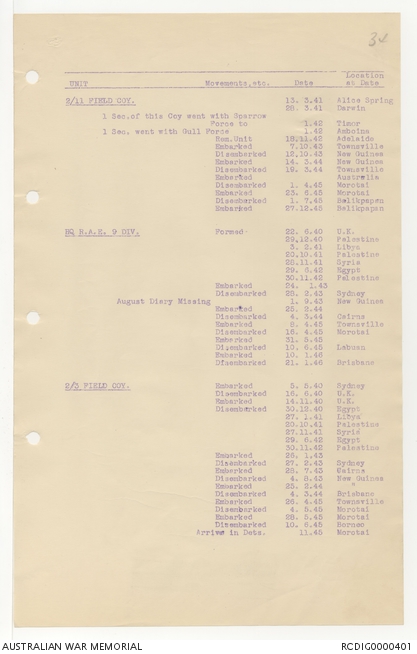 34
Location
UNIT Movements.etc. Date at Date
2/11 FIELD COY. 13. 3.41 Alice Spring
28. 3.41 Darwin
1 Sec.of this Coy went with Sparrow
Force to 1.42 Timor
1 Sec. went with Gull Force 1.42 Amboina
Rem.Unit 18.11.42 Adelaide
Embarked 7.10.43 Townsville
Disembarked 12.10.43 New Guinea
Embarked 14. 3.44 New Guinea
Disembarked 19. 3.44 Townsville
Embarked Australia
Disembarked 1. 4.45 Morotai
Embarked 23. 6.45 Morotai
Disembarked 1. 7.45 Balikpapan
Embarked 27.12.45 Balikpapan
HQ R.A.E. 9 DIV. Formed 22. 6.40 U.K.
29.12.40 Palestine
3. 2.41 Libya
20.10.41 Palestine
28.11.41 Syria
29. 6.42 Egypt
30.11.42 Palestine
Embarked 24. 1.43
Disembarked 28. 2.43 Sydney
August Diary Missing 1. 9.43 New Guinea
Embarked 25. 2.44
Disembarked 4. 3.44 Cairns
Embarked 8. 4.45 Townsville
Disembarked 16. 4.45 Morotai
Embarked 31. 5.45
Disembarked 10. 6.45 Labuan
Embarked 10. 1.46
Disembarked 21. 1.46 Brisbane
2/3 FIELD COY. Embarked 5. 5.40 Sydney
Disembarked 16. 6.40 U.K.
Embarked 14.11.40 U.K.
Disembarked 30.12.40 Egypt
27. 1.41 Libya
20.10.41 Palestine
27.11.41 Syria
29. 6.42 Egypt
30.11.42 Palestine
Embarked 26. 1.43
Disembarked 27. 2.43 Sydney
Embarked 25. 7.43 Cairns
Disembarked 4. 8.43 New Guinea
Embarked 25. 2.44 "
Disembarked 4. 3.44 Brisbane
Embarked 26. 4.45 Townsville
Disembarked 4. 5.45 Morotai
Embarked 28. 5.45 Morotai
Disembarked 10. 6.45 Borneo
Arrive in Dets. 11.45 Morotai
AUSTRALIAN WAR MEMORIAL RCDIG0000401